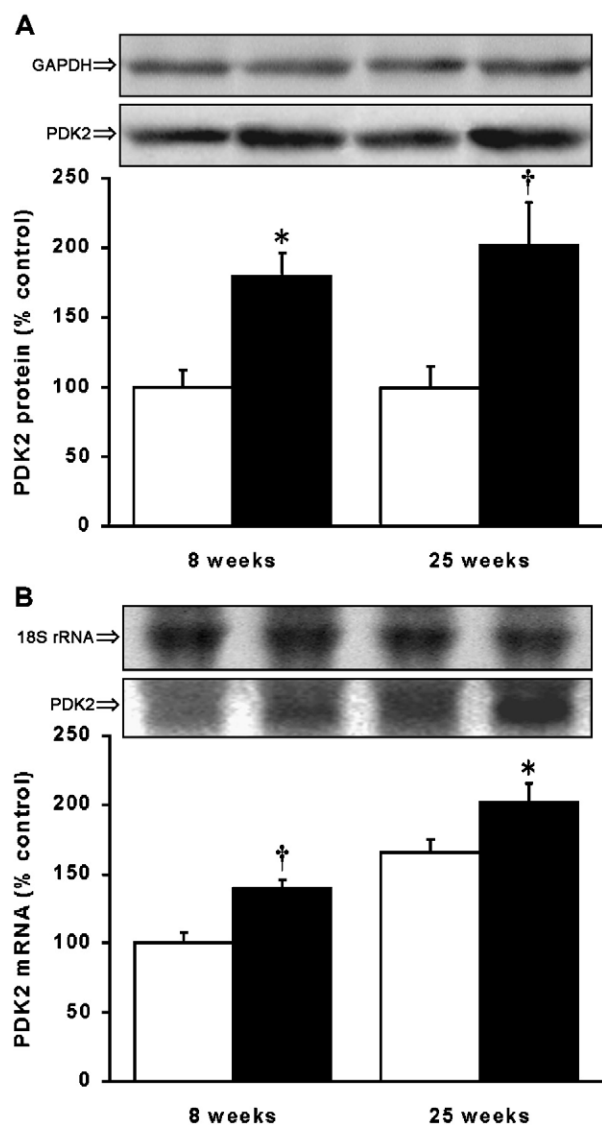 A
GAPDH⇒
PDK2⇒
250
200
150
100
50
0
PDK2 protein (% control)
*
†
8 weeks 25 weeks
B
18S rRNA⇒
PDK2⇒
250
200
150
100
50
0
PDK2 mRNA (% control)
†
*
8 weeks 25 weeks